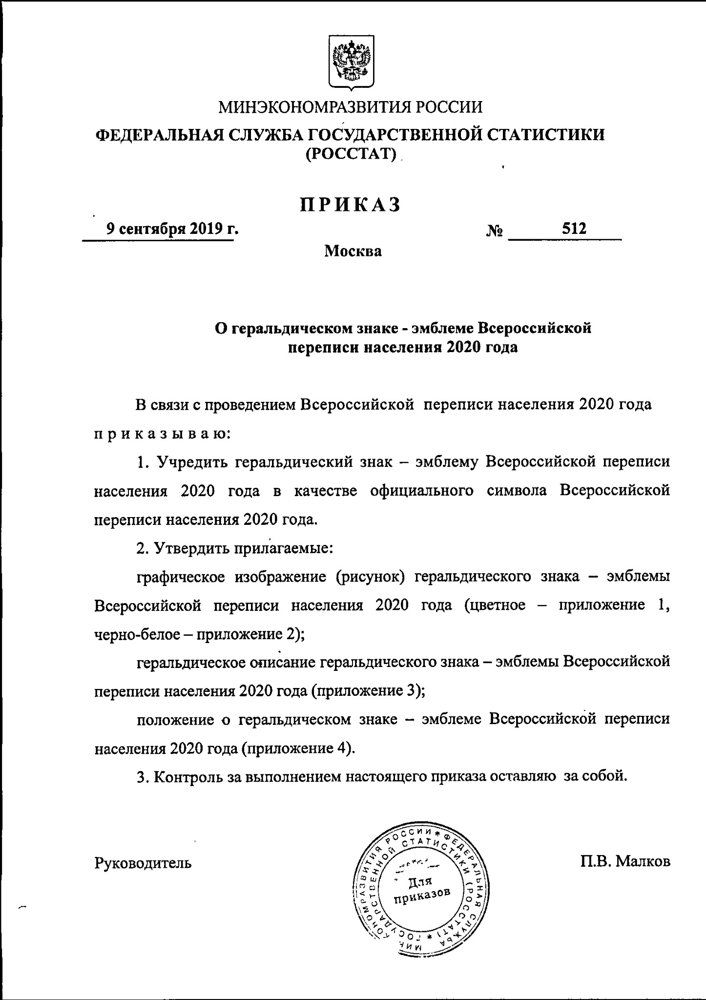 МИНЭКОНОМРАЗВИТИЯ РОССИИ
ФЕДЕРАЛЬНАЯ СЛУЖБА ГОСУДАРСТВЕННОЙ СТАТИСТИКИ
(РОССТАТ)
ПРИКАЗ
9 сентября 2019 г. № 512
Москва
О геральдическом знаке - эмблеме Всероссийской
переписи населения 2020 года
В связи с проведением Всероссийской переписи населения 2020 года
п р и к а з ы в а ю:
1. Учредить геральдический знак – эмблему Всероссийской переписи
населения 2020 года в качестве официального символа Всероссийской
переписи населения 2020 года.
2. Утвердить прилагаемые:
графическое изображение (рисунок) геральдического знака – эмблемы
Всероссийской переписи населения 2020 года (цветное – приложение 1,
черно-белое – приложение 2);
геральдическое описание геральдического знака – эмблемы Всероссийской
переписи населения 2020 года (приложение 3);
положение о геральдическом знаке – эмблеме Всероссийской переписи
населения 2020 года (приложение 4).
3. Контроль за выполнением настоящего приказа оставляю за собой.
Руководитель П.В. Малков
РОССИИ * ФЕДЕРАЛЬНАЯ СЛУЖБА
ГОСУДАРСТВЕННОЙ СТАТИСТИКИ (РОССТАТ) *
Для
приказов